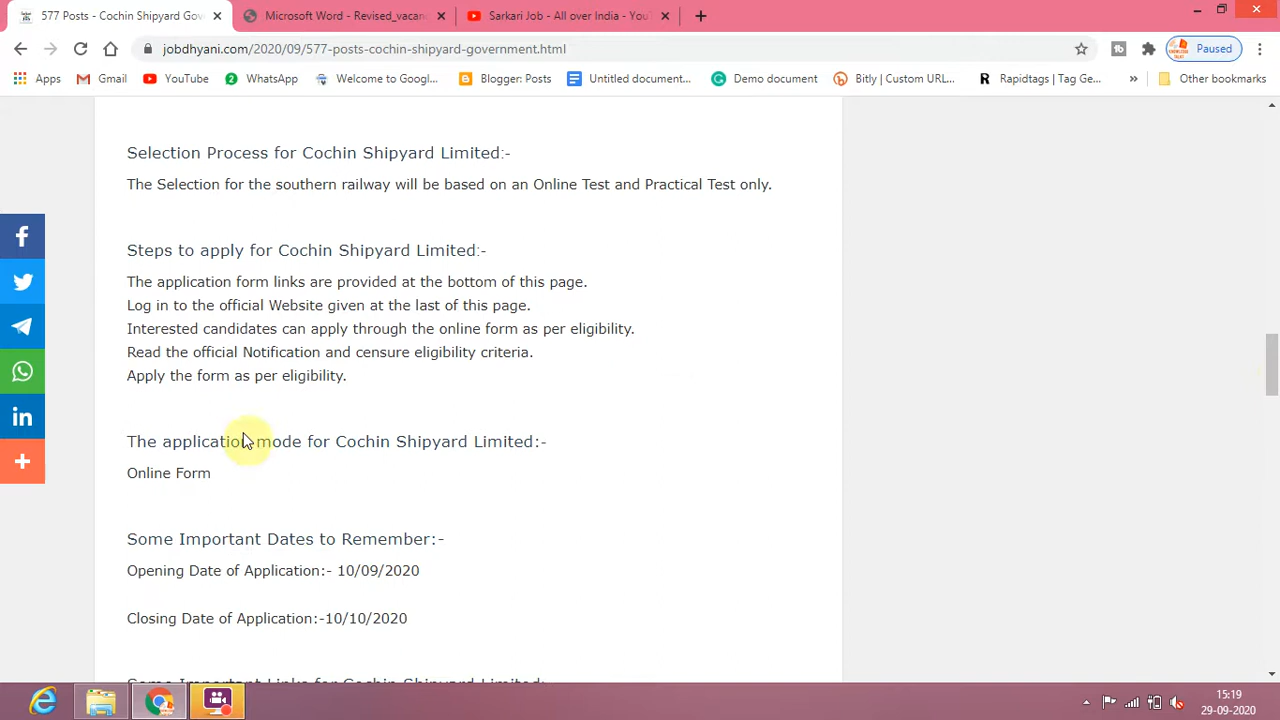 577 Posts - Cochin Shipyard Gov
Microsoft Word - Revised_vacan
Sarkari Job - All over India - You
jobdhyani.com/2020/09/577-posts-cochin-shipyard-government.html
Paused
Apps
Gmail
YouTube
2 WhatsApp
Welcome to Googl...
Blogger: Posts
Untitled document...
Demo document
Bitly | Custom URL...
R Rapidtags | Tag Ge...
» Other bookmarks
Selection Process for Cochin Shipyard Limited:-
The Selection for the southern railway will be based on an Online Test and Practical Test only.
Steps to apply for Cochin Shipyard Limited:-
The application form links are provided at the bottom of this page.
Log in to the official Website given at the last of this page.
Interested candidates can apply through the online form as per eligibility.
Read the official Notification and censure eligibility criteria.
Apply the form as per eligibility.
The application mode for Cochin Shipyard Limited:-
Online Form
Some Important Dates to Remember:-
Opening Date of Application:- 10/09/2020
Closing Date of Application:-10/10/2020
Some Important Links for Cochin Shipyard Limited:-
15:19
29-09-2020